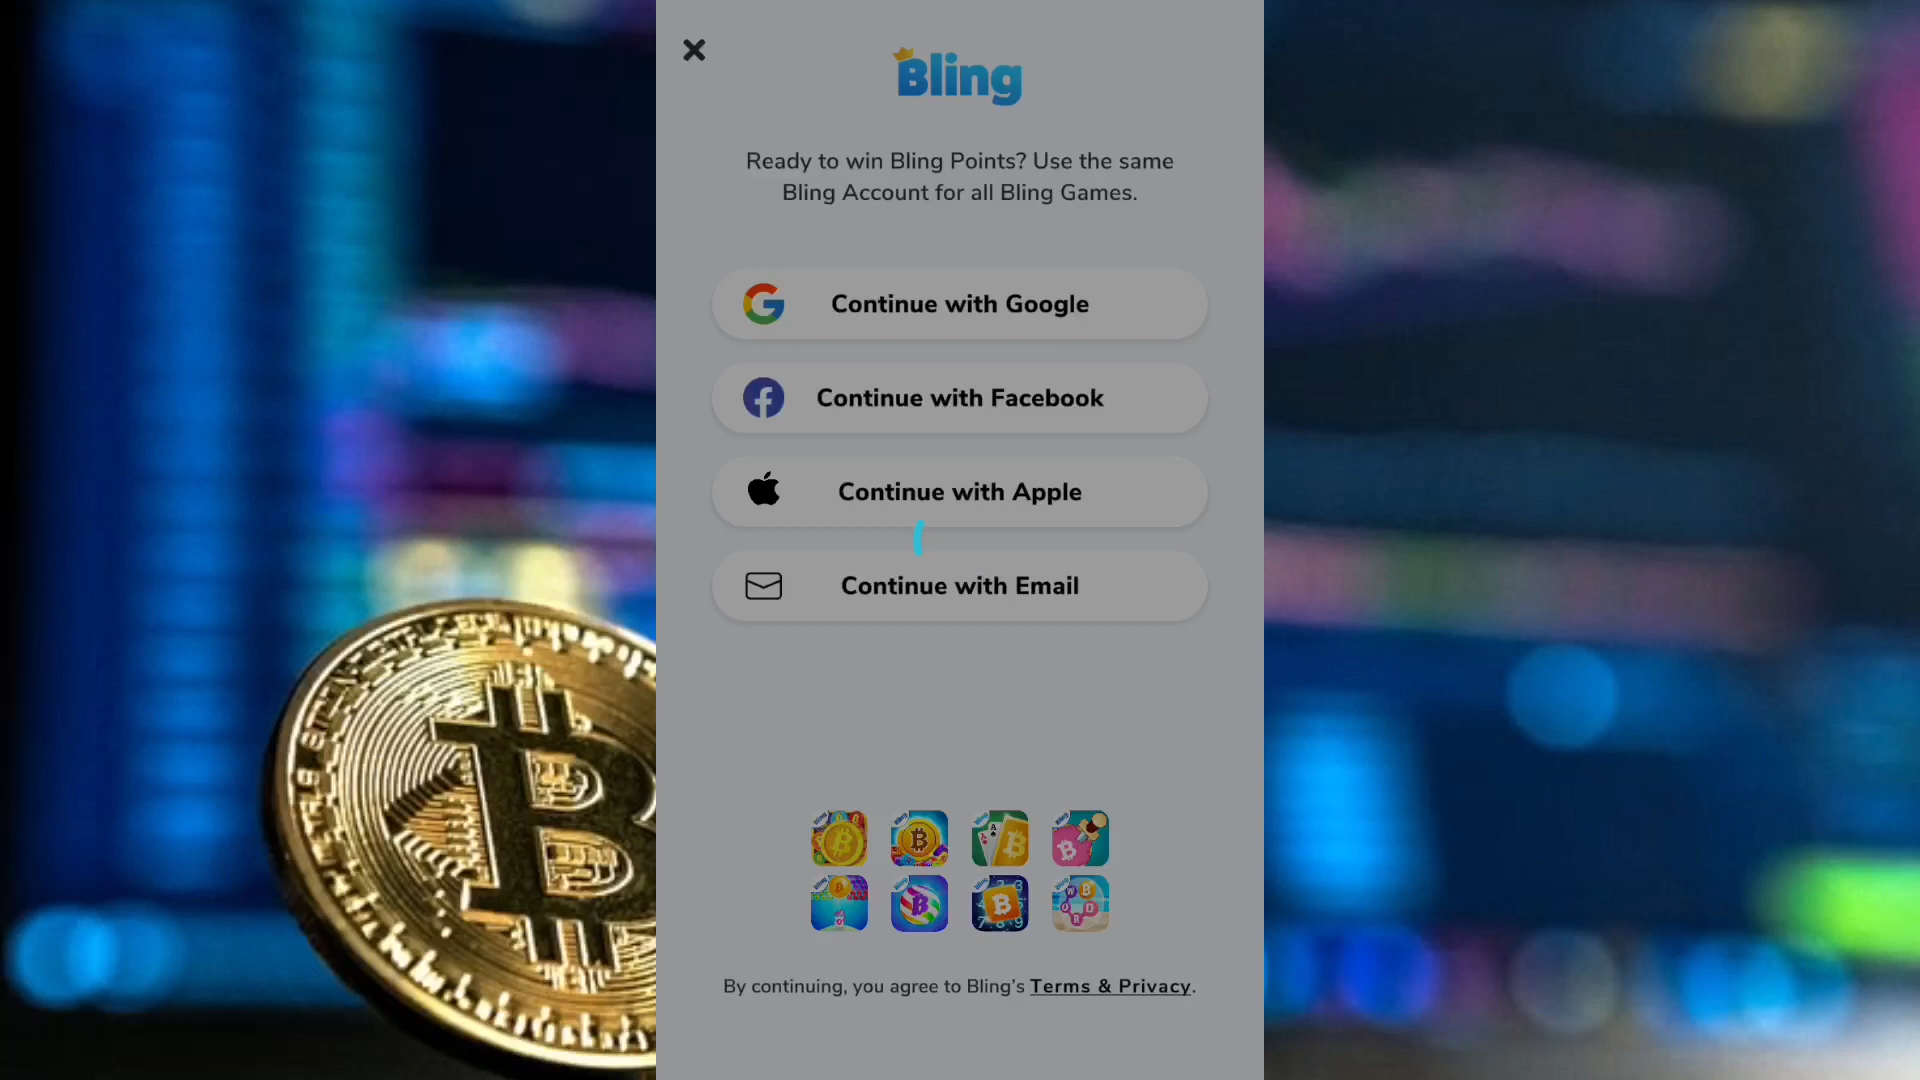 Bling
Ready to win Bling Points? Use the same
Bling Account for all Bling Games.
Continue with Google
Continue with Facebook
Continue with Apple
Continue with Email
By continuing, you agree to Bling's Terms & Privacy.